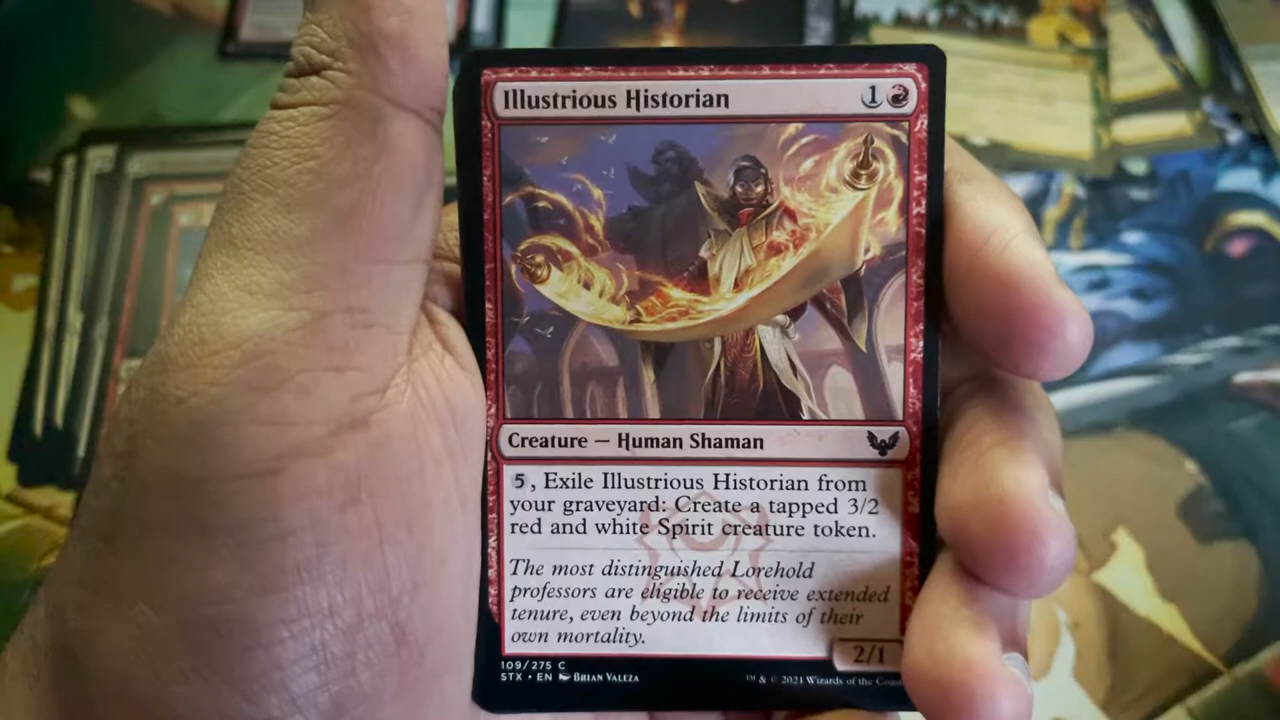 Illustrious Historian 1
Creature — Human Shaman
5, Exile Illustrious Historian from
your graveyard: Create a tapped 3/2
red and white Spirit creature token.
The most distinguished Lorehold
professors are eligible to receive extended
tenure, even beyond the limits of their
own mortality.
2/1
109/275 C
STX • EN BRIAN VALEZA
™ & © 2021 Wizards of the